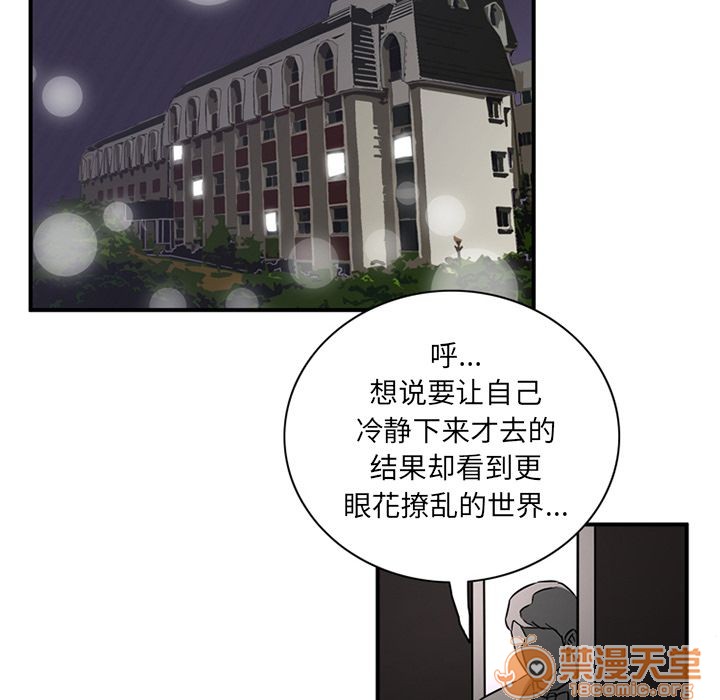 呼...
想说要让自己
冷静下来才去的
结果却看到更
眼花撩乱的世界...
禁漫天堂
18comic.org